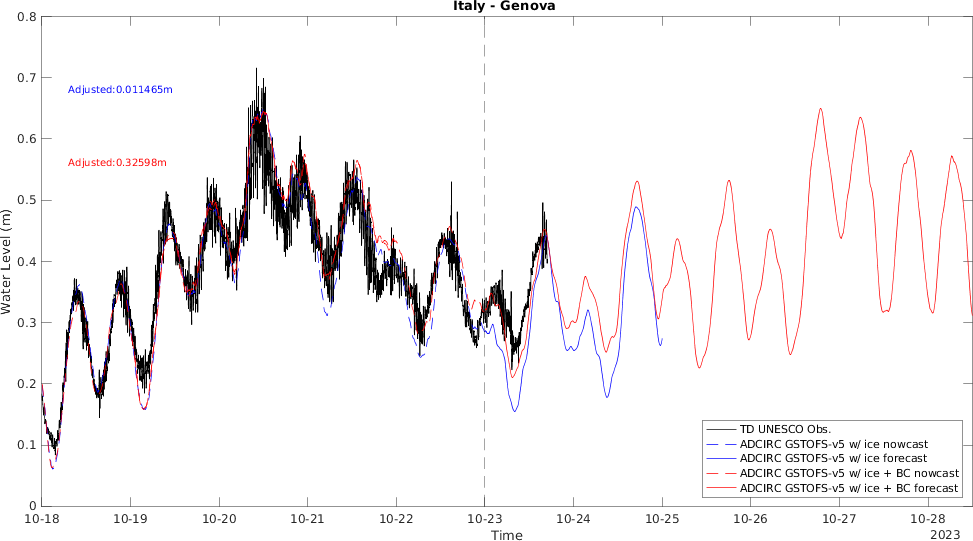 Italy - Genova
0.8
0.7
0.6
0.5
0.4
0.3
0.2
0.1
0
Water Level (m)
Adjusted:0.011465m
Adjusted:0.32598m
TD UNESCO Obs.
ADCIRC GSTOFS-v5 w/ ice nowcast
ADCIRC GSTOFS-v5 w/ ice forecast
ADCIRC GSTOFS-v5 w/ ice + BC nowcast
ADCIRC GSTOFS-v5 w/ ice + BC forecast
10-18 10-19 10-20 10-21 10-22 10-23 10-24 10-25 10-26 10-27 10-28
2023
Time